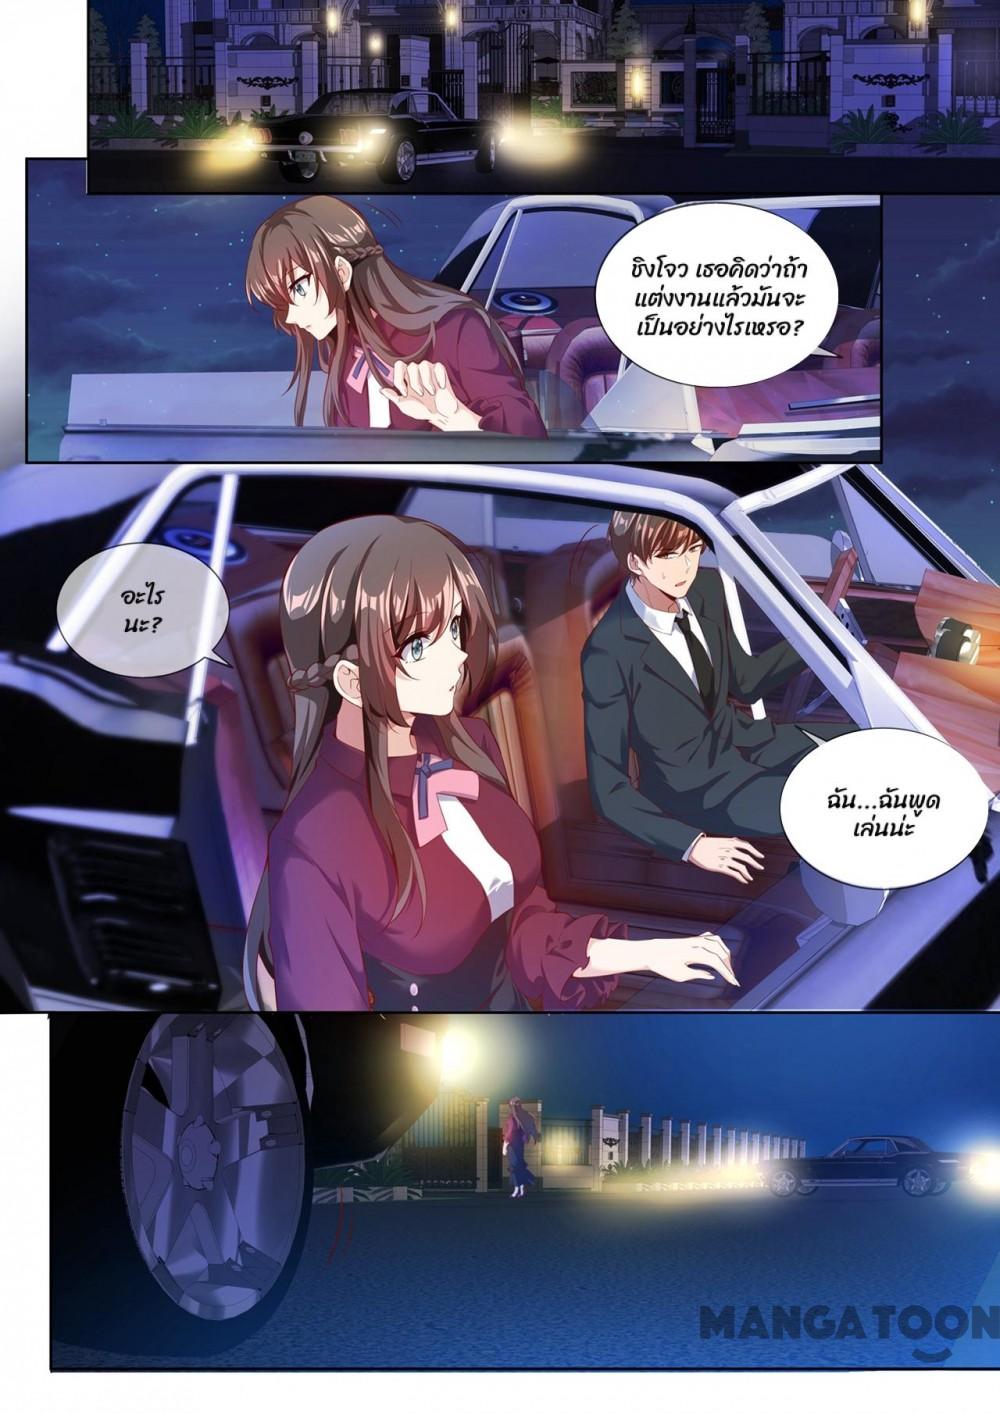 ชิงโจว เธอคิดว่าถ้า
แต่งงานแล้วมันจะ
เป็นอย่างไรเหรอ?
อะไร
นะ?
ฉัน...ฉันพูด
เล่นน่ะ
MANGATOON